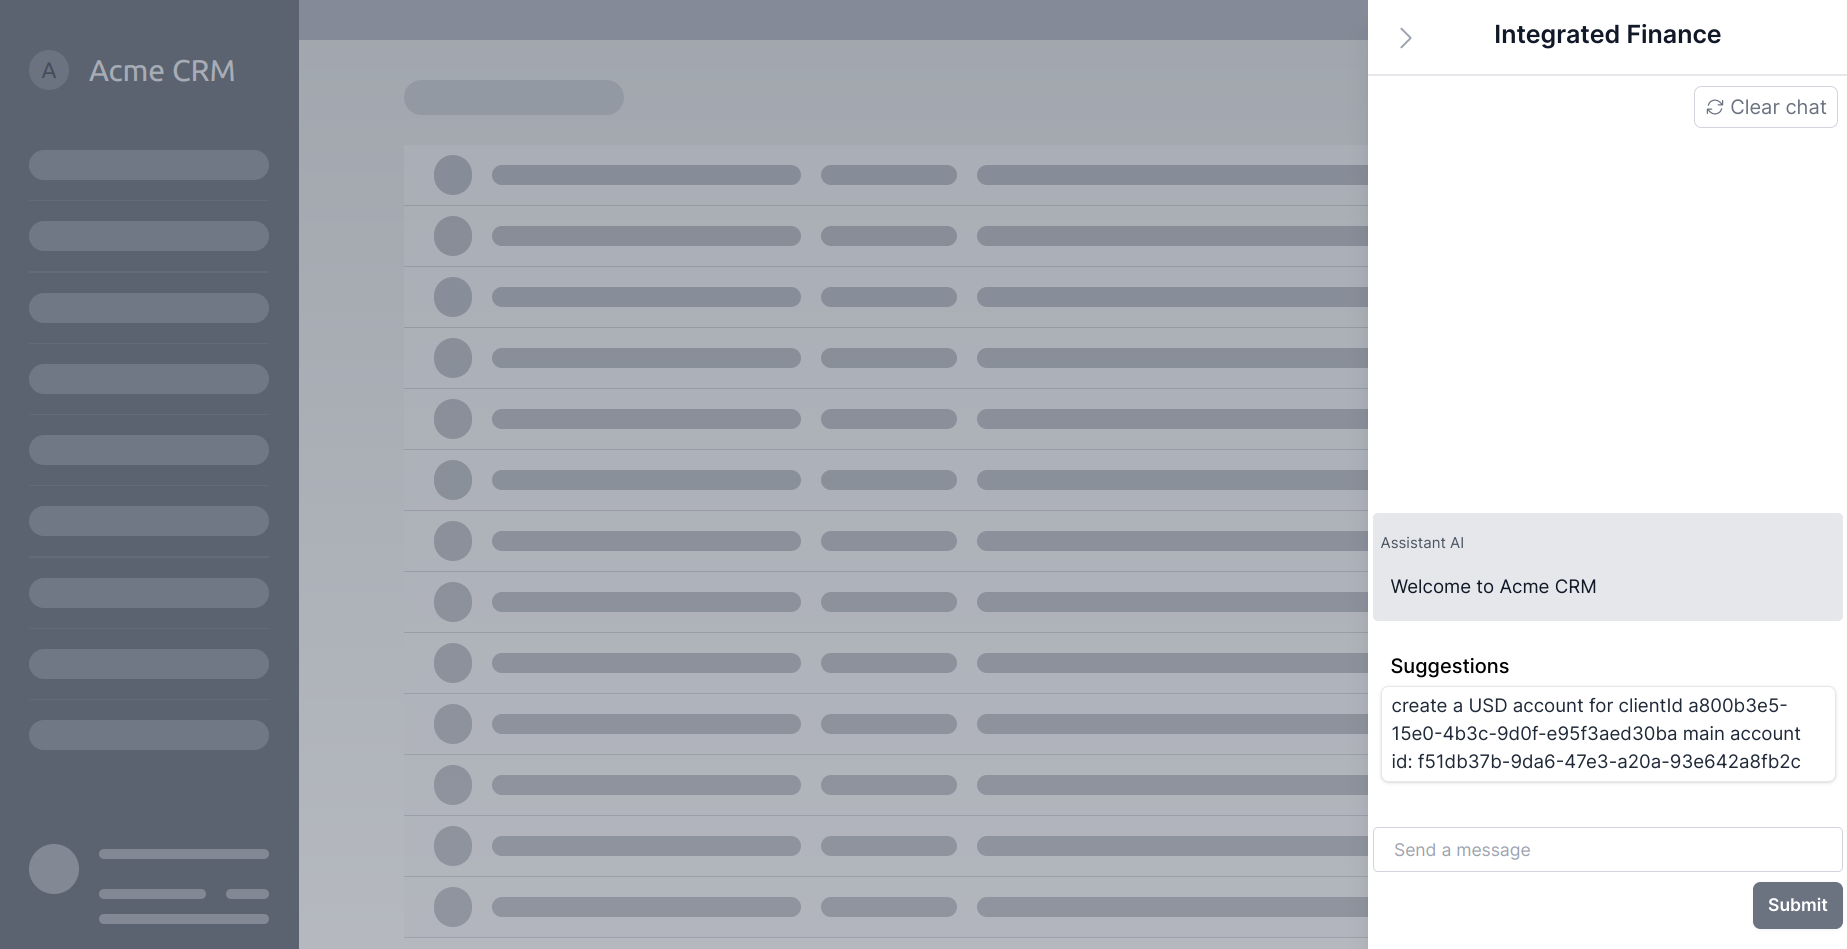 A
Acme CRM
Integrated Finance
Clear chat
Assistant AI
Welcome to Acme CRM
Suggestions
create a USD account for clientId a800b3e5-
15e0-4b3c-9d0f-e95f3aed30ba main account
id: f51db37b-9da6-47e3-a20a-93e642a8fb2c
Send a message
Submit